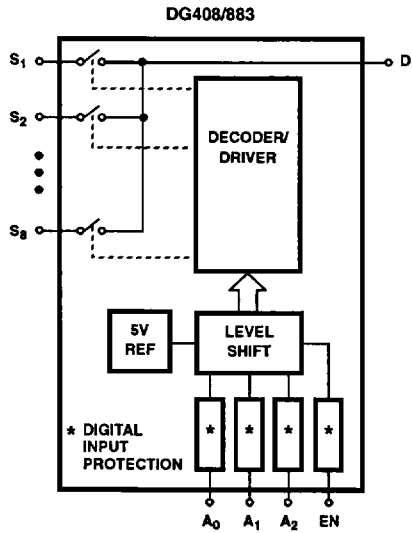 DG408/883
S1
D
S2
DECODER/
DRIVER
S8
5V
REF
LEVEL
SHIFT
* DIGITAL
INPUT
PROTECTION
* * * *
A0 A1 A2 EN